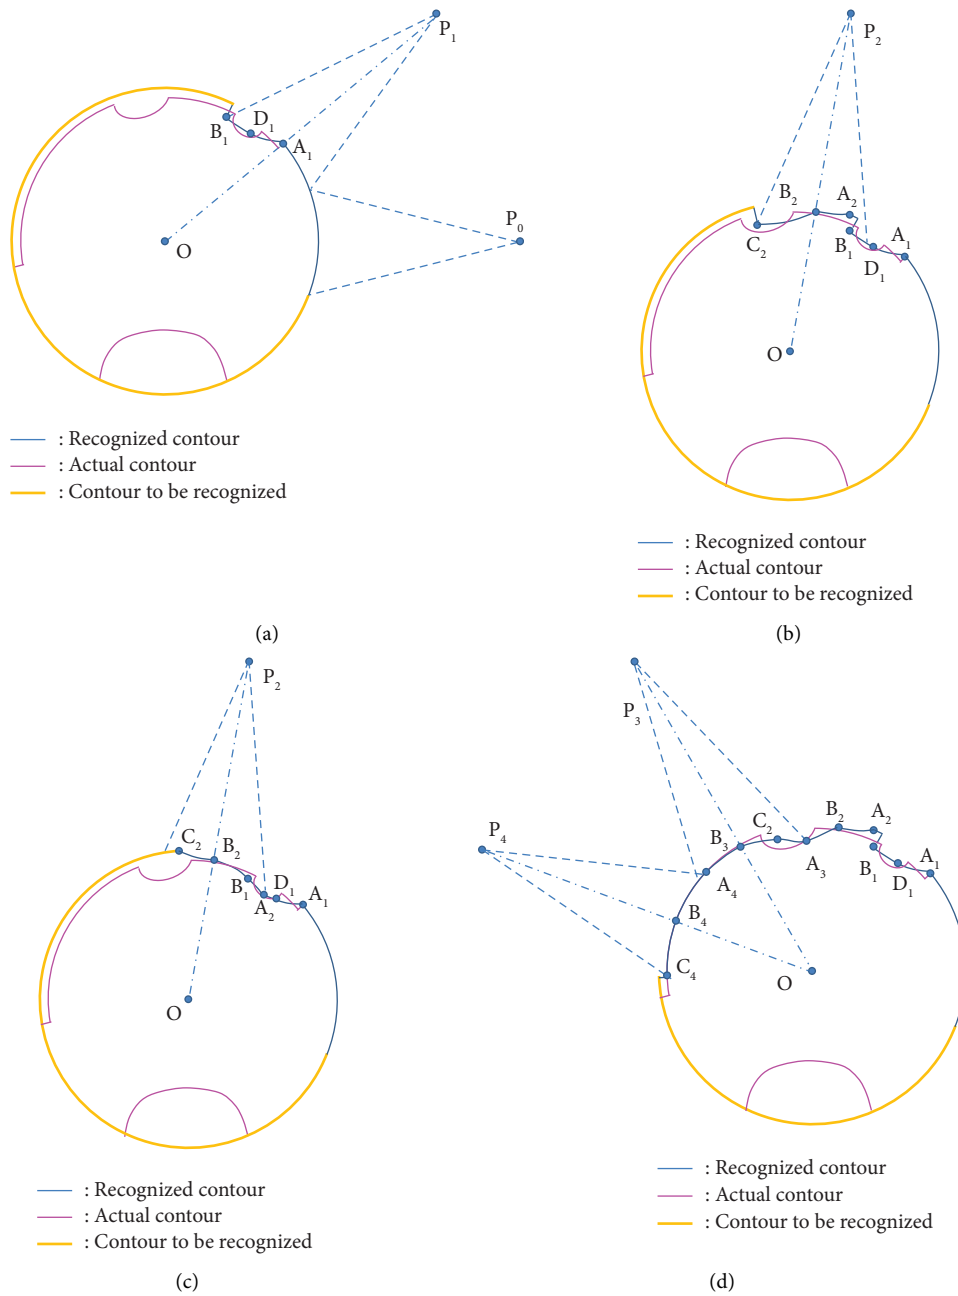 P₁
B₁ D₁
A₁
P₀
O
: Recognized contour
: Actual contour
: Contour to be recognized
(a)
P₂
B₂ A₂
C₂ B₁ A₁
D₁
O
: Recognized contour
: Actual contour
: Contour to be recognized
(b)
P₂
C₂ B₂
B₁ D₁
A₂ A₁
O
: Recognized contour
: Actual contour
: Contour to be recognized
(c)
P₃
P₄
B₂ A₂
B₃ C₂
A₃ B₁ A₁
A₄ D₁
B₄
C₄ O
: Recognized contour
: Actual contour
: Contour to be recognized
(d)